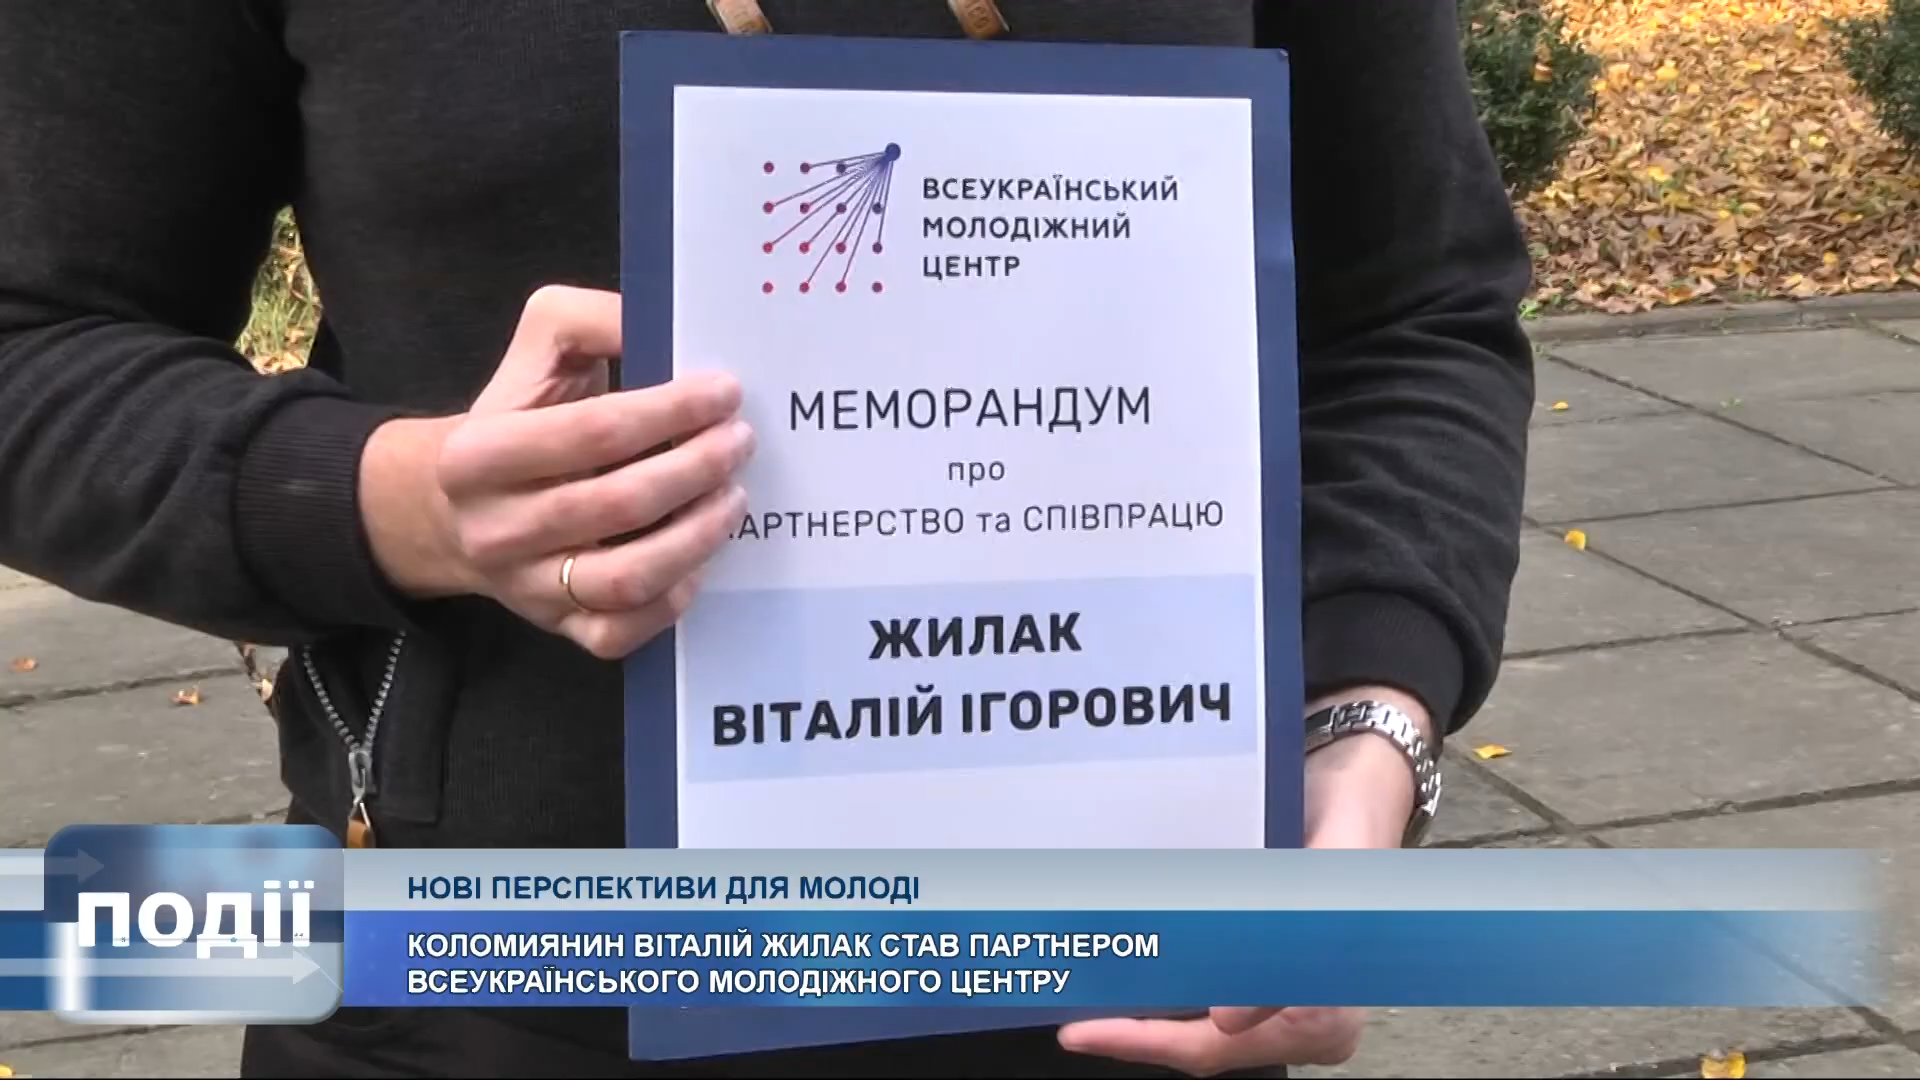 ВСЕУКРАЇНСЬКИЙ
МОЛОДІЖНИЙ
ЦЕНТР
МЕМОРАНДУМ
про
та СПІВПРАЦЮ
ЖИЛАК
ВІТАЛІЙ ІГОРОВИЧ
події
НОВІ ПЕРСПЕКТИВИ ДЛЯ МОЛОДІ
КОЛОМИЯНИН ВІТАЛІЙ ЖИЛАК СТАВ ПАРТНЕРОМ
ВСЕУКРАЇНСЬКОГО МОЛОДІЖНОГО ЦЕНТРУ